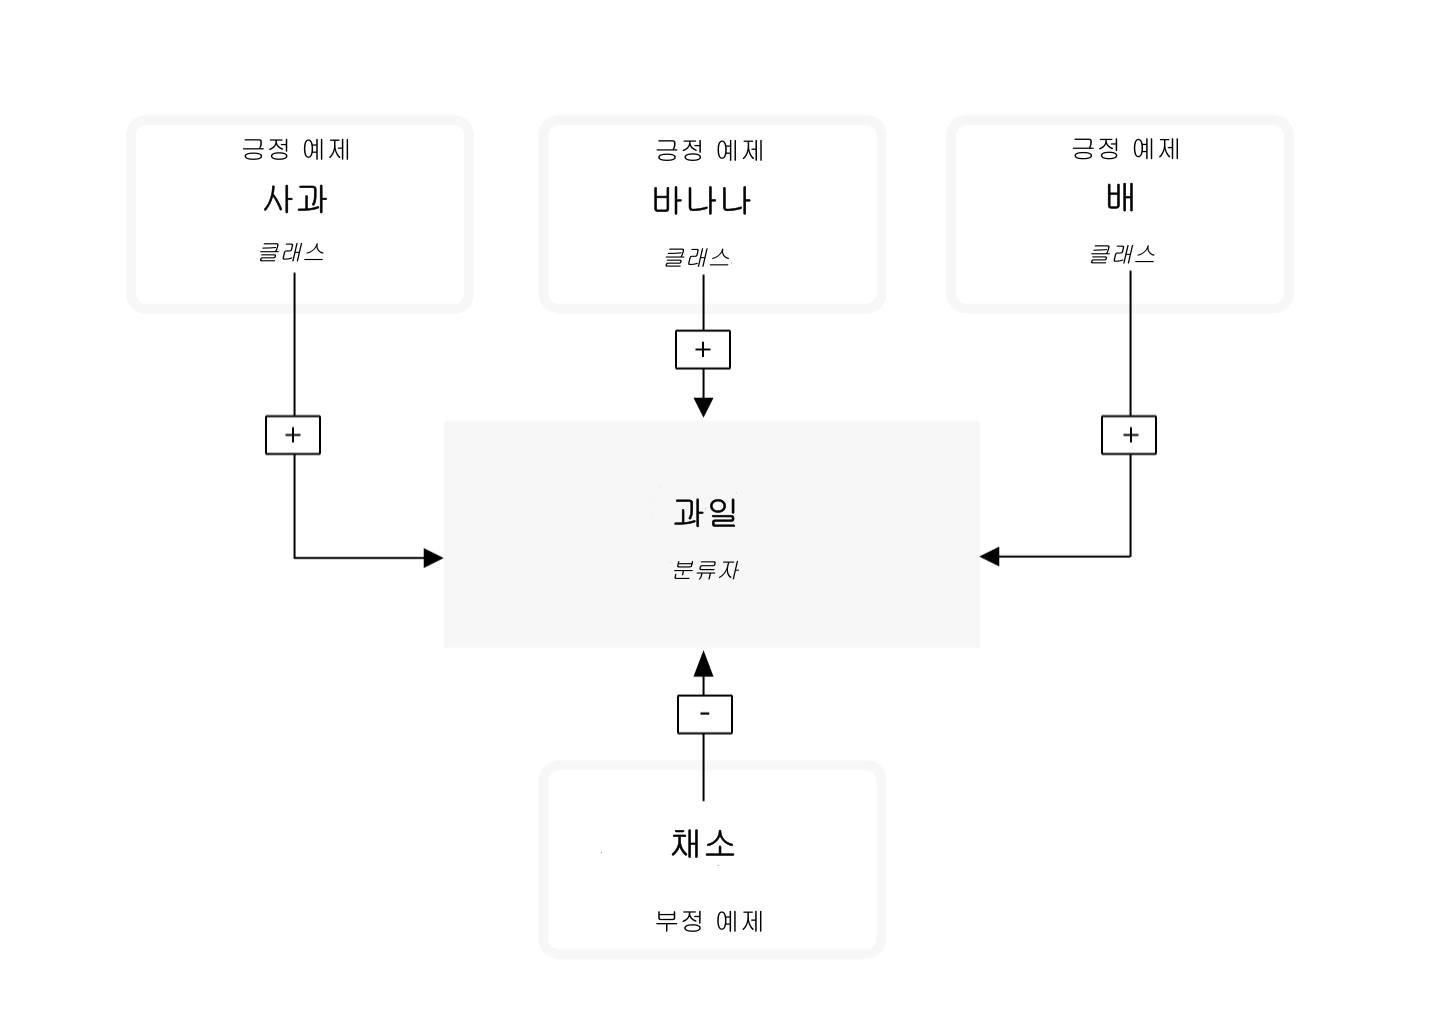 긍정 예제
사과
클래스
긍정 예제
바나나
클래스
긍정 예제
배
클래스
+
+
+
과일
분류자
-
채소
부정 예제